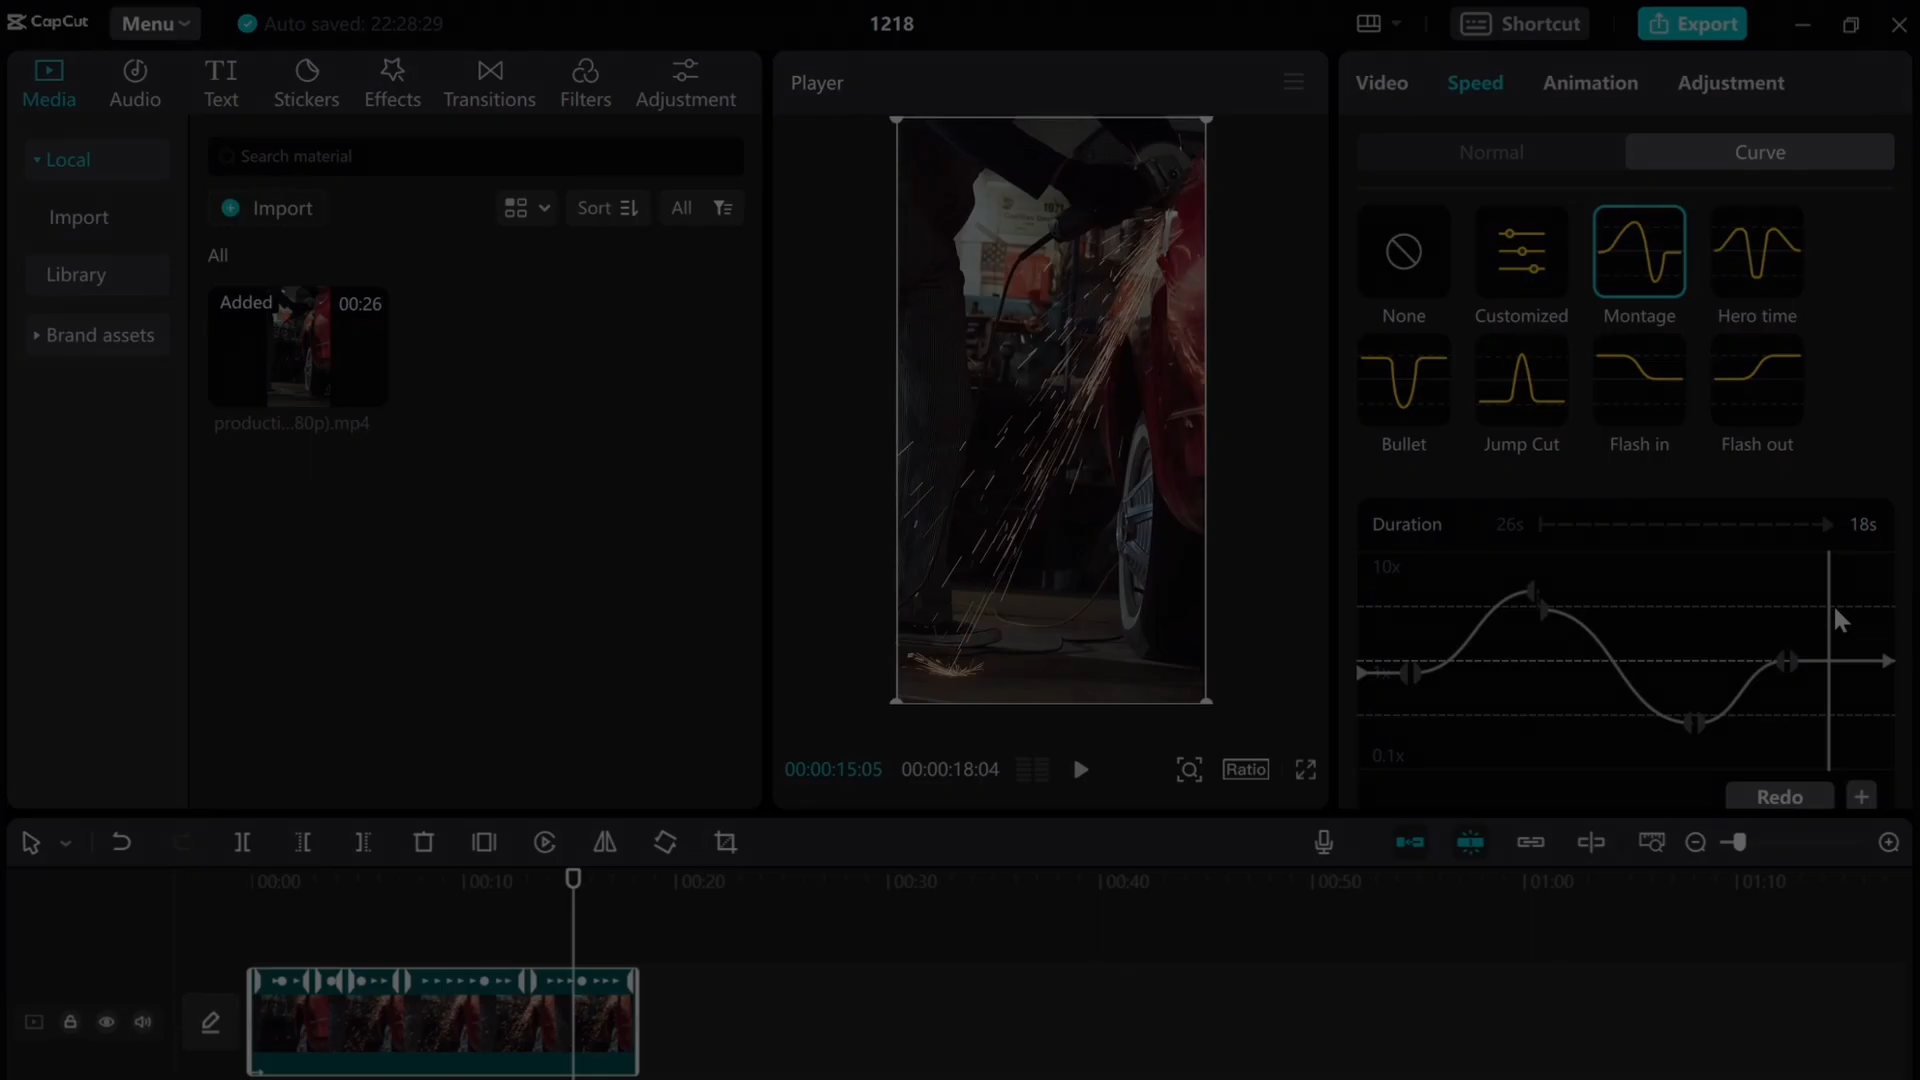 CapCut
Menu
Auto saved: 22:28:29
1218
Shortcut
Export
Media
Audio
TI
Text
Stickers
Effects
Transitions
Filters
Adjustment
Player
Video
Speed
Animation
Adjustment
Local
Import
Library
Brand assets
Search material
Import
Sort
All
All
Added
00:26
producti...80p).mp4
Normal
Curve
None
Customized
Montage
Hero time
Bullet
Jump Cut
Flash in
Flash out
Duration
26s
18s
10x
1x
0.1x
Redo
00:00:15:05
00:00:18:04
Ratio
00:00
00:10
00:20
00:30
00:40
00:50
01:00
01:10